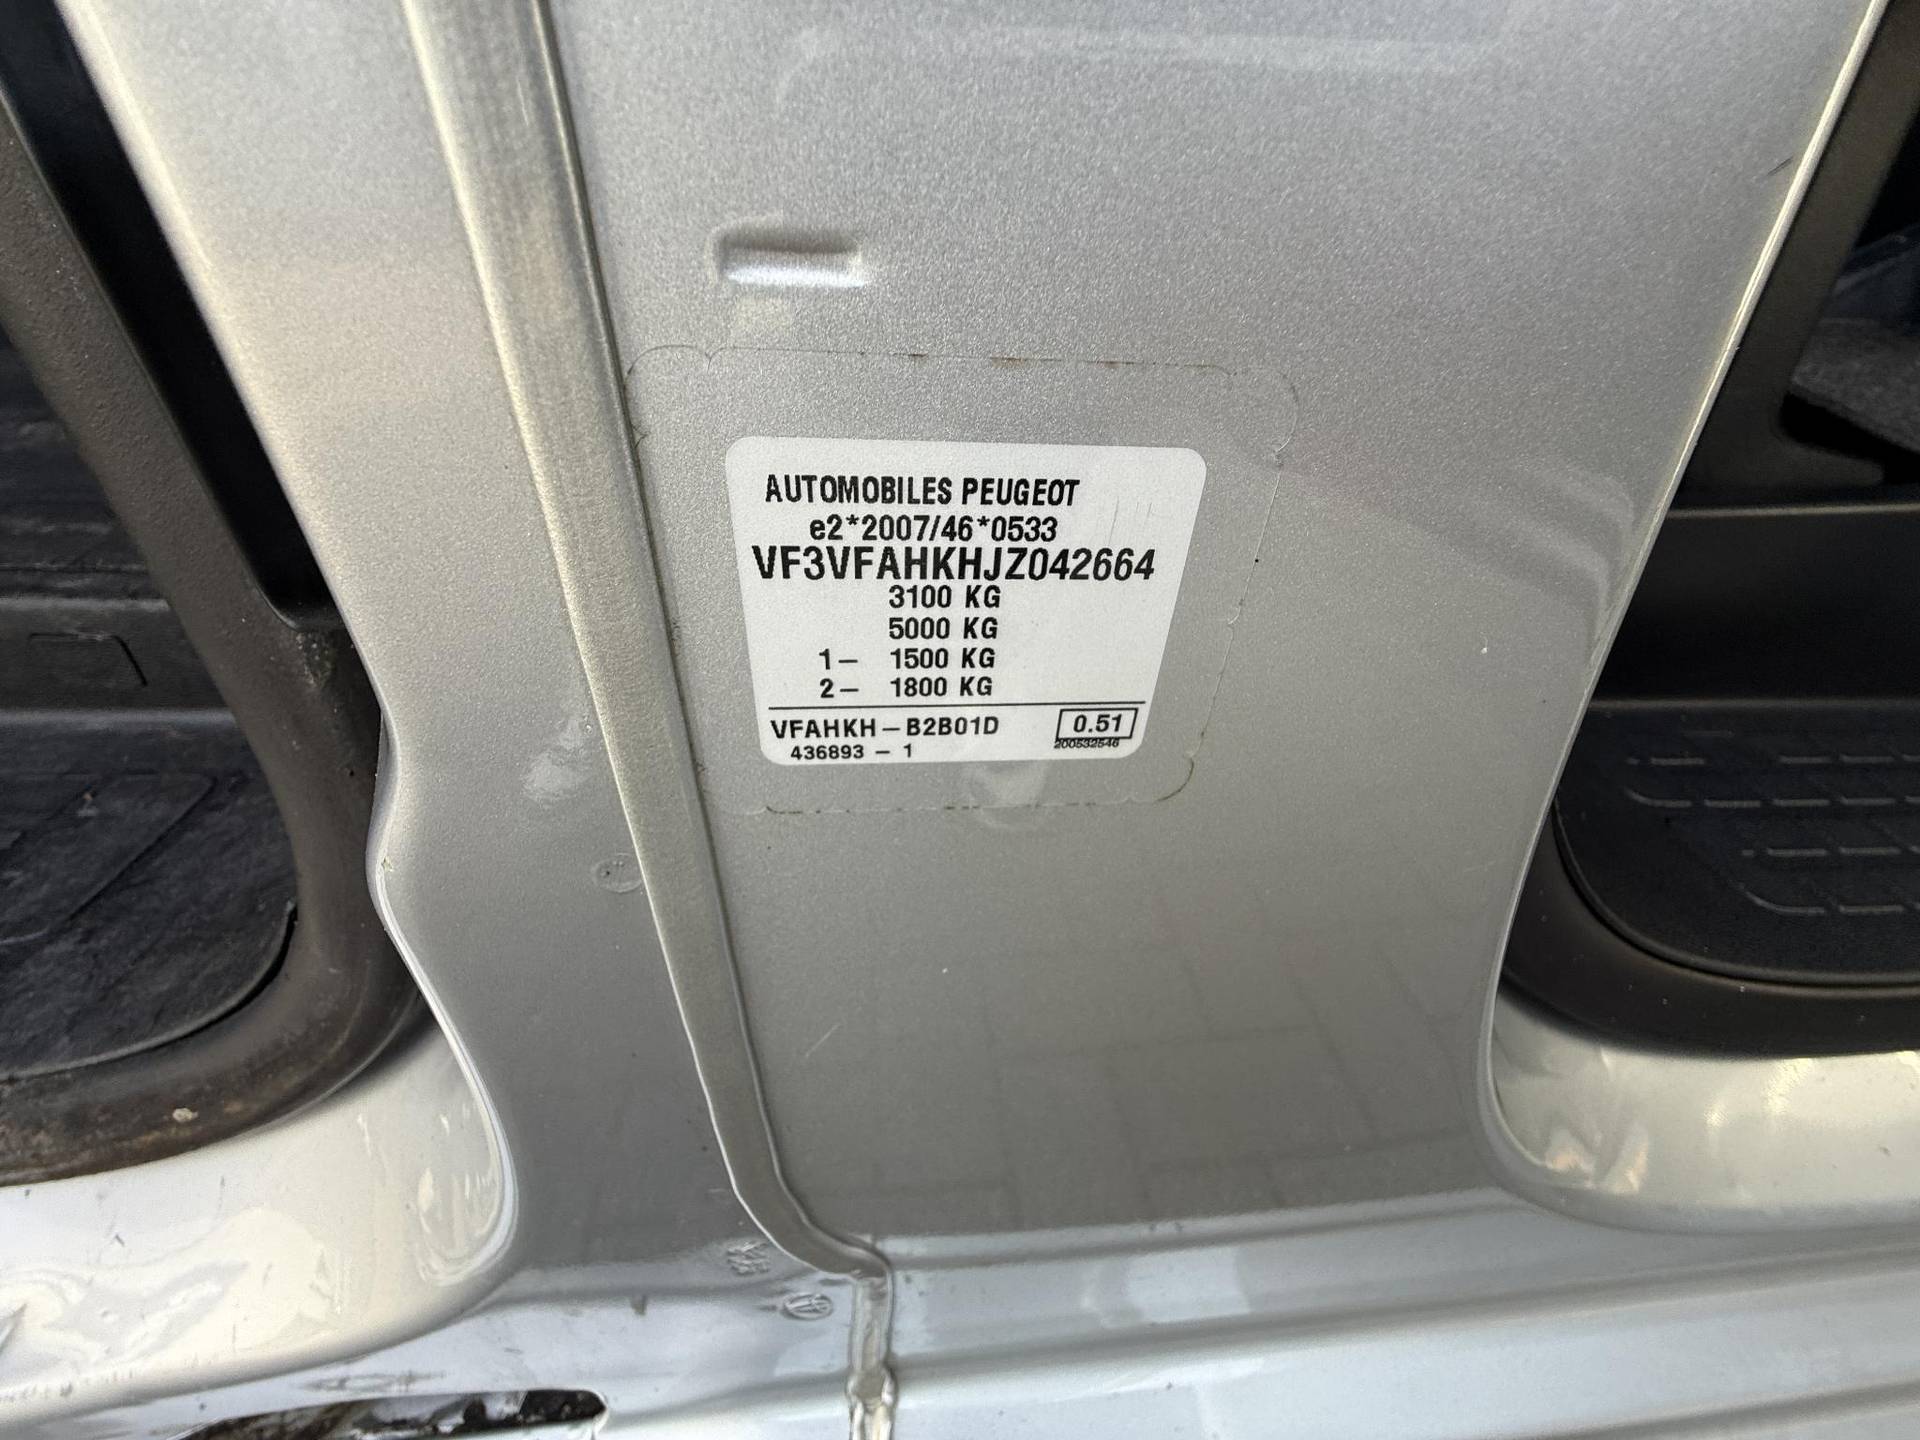 AUTOMOBILES PEUGEOT
e2*2007/46*0533
VF3VFAHKHJZ042664
3100 KG
5000 KG
1– 1500 KG
2– 1800 KG
VFAHKH–B2B01D 0.51
436893 – 1 200532546